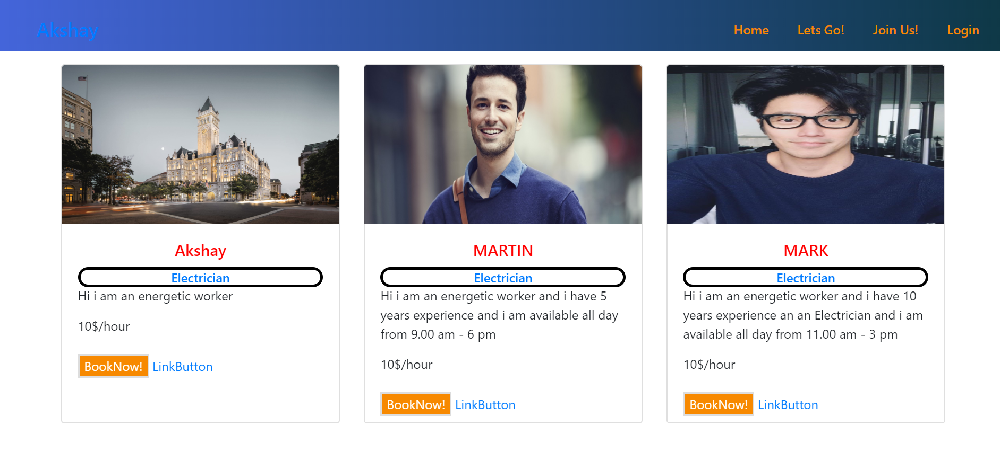 Akshay
Home
Lets Go!
Join Us!
Login
Akshay
Electrician
Hi i am an energetic worker
10$/hour
BookNow! LinkButton
MARTIN
Electrician
Hi i am an energetic worker and i have 5
years experience and i am available all day
from 9.00 am - 6 pm
10$/hour
BookNow! LinkButton
MARK
Electrician
Hi i am an energetic worker and i have 10
years experience an an Electrician and i am
available all day from 11.00 am - 3 pm
10$/hour
BookNow! LinkButton